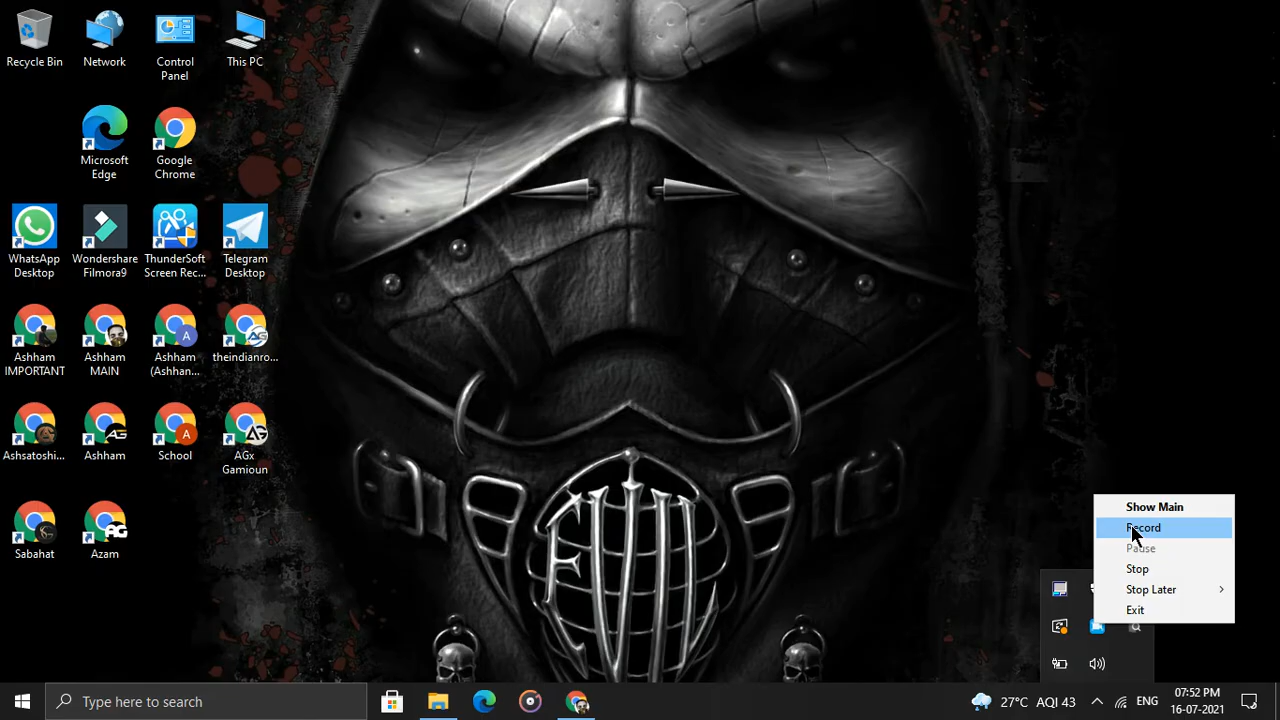 Recycle Bin
Network
Control Panel
This PC
Microsoft Edge
Google Chrome
WhatsApp Desktop
Wondershare Filmora9
ThunderSoft Screen Rec...
Telegram Desktop
Ashham IMPORTANT
Ashham MAIN
Ashham (Ashhan...
theindianro...
Ashsatoshi...
Ashham
School
AGx Gamioun
Sabahat
Azam
EVIL
Show Main
Record
Pause
Stop
Stop Later
Exit
Type here to search
27°C AQI 43
ENG
07:52 PM
16-07-2021